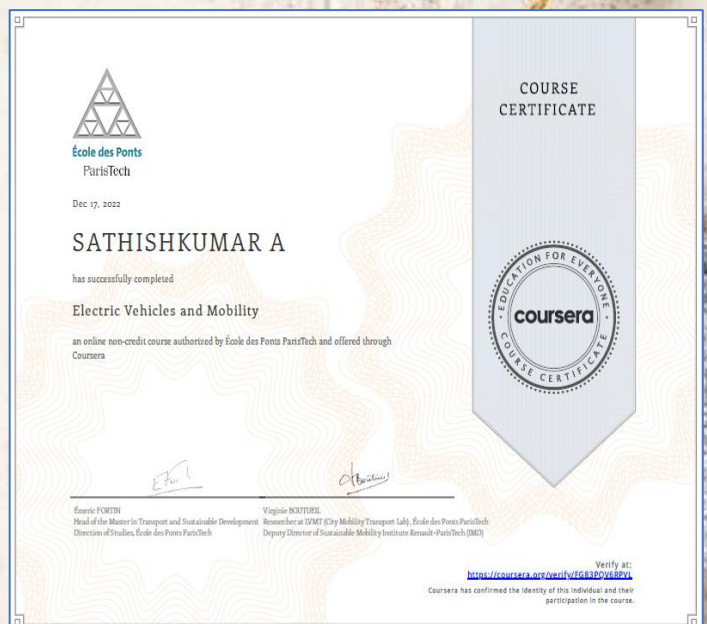 École des Ponts
ParisTech
Dec 17, 2022
SATHISHKUMAR A
has successfully completed
Electric Vehicles and Mobility
an online non-credit course authorized by École des Ponts ParisTech and offered through
Coursera
Émeric FORTIN
Head of the Master in Transport and Sustainable Development
Direction of Studies, École des Ponts ParisTech
Virginie BOUTUEIL
Researcher at LVMT (City Mobility Transport Lab), École des Ponts ParisTech
Deputy Director of Sustainable Mobility Institute Renault-ParisTech (IMD)
COURSE
CERTIFICATE
EDUCATION FOR EVERYONE
coursera
COURSE CERTIFICATE
Verify at:
https://coursera.org/verify/FG83PQV6RPVL
Coursera has confirmed the identity of this individual and their
participation in the course.